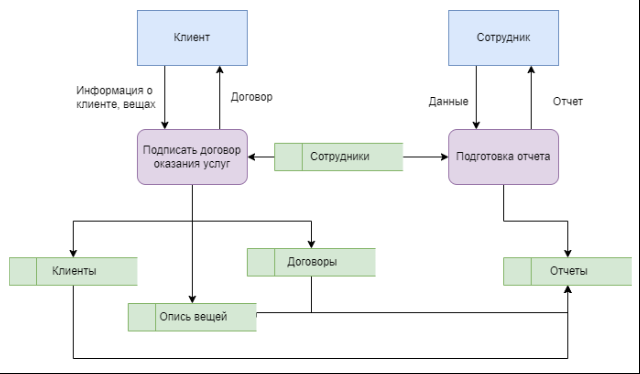 Клиент
Сотрудник
Информация о
клиенте, вещах
Договор
Данные
Отчет
Подписать договор
оказания услуг
Сотрудники
Подготовка отчета
Клиенты
Договоры
Отчеты
Опись вещей